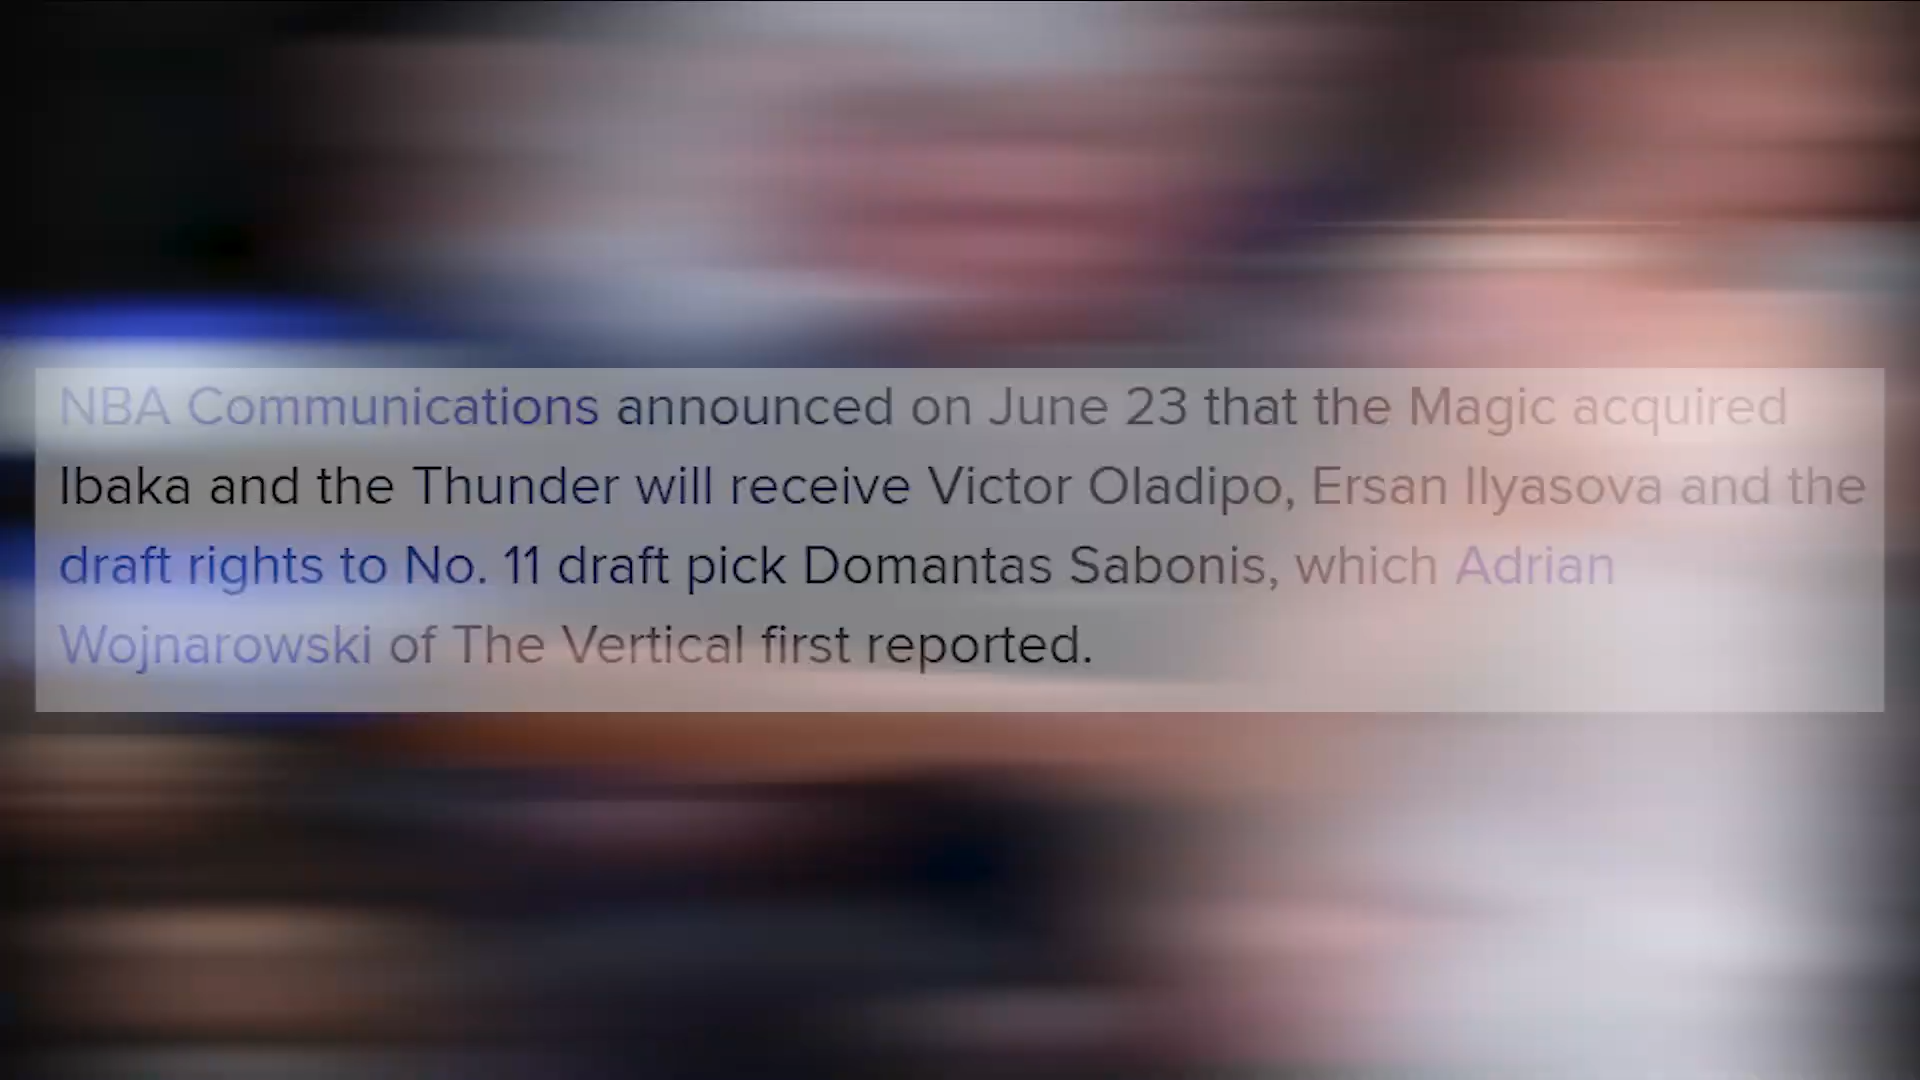 NBA Communications announced on June 23 that the Magic acquired
Ibaka and the Thunder will receive Victor Oladipo, Ersan Ilyasova and the
draft rights to No. 11 draft pick Domantas Sabonis, which Adrian
Wojnarowski of The Vertical first reported.